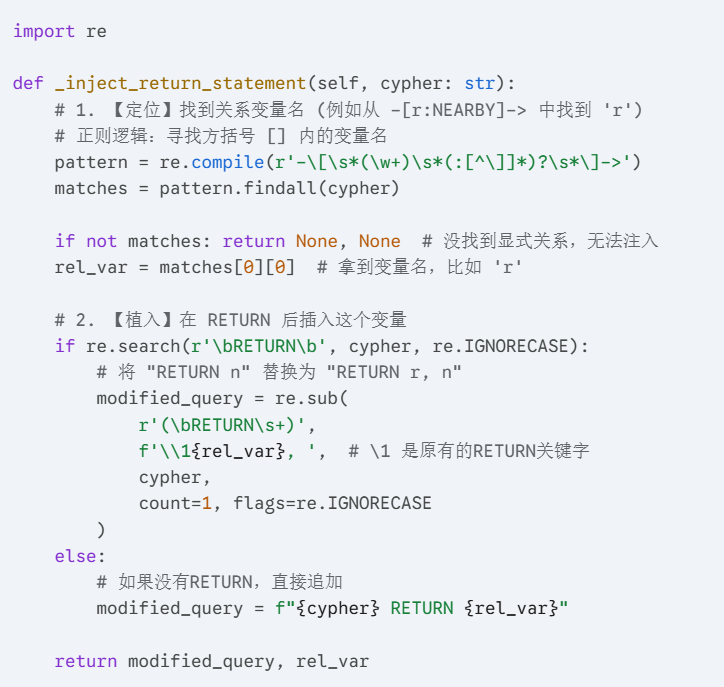 import re
def _inject_return_statement(self, cypher: str):
# 1. 【定位】找到关系变量名 (例如从 -[r:NEARBY]-> 中找到 'r')
# 正则逻辑：寻找方括号 [] 内的变量名
pattern = re.compile(r'-\[\s*(\w+)\s*(:[^\]]*)?\s*\]->')
matches = pattern.findall(cypher)
if not matches: return None, None  # 没找到显式关系，无法注入
rel_var = matches[0][0]  # 拿到变量名，比如 'r'
# 2. 【植入】在 RETURN 后插入这个变量
if re.search(r'\bRETURN\b', cypher, re.IGNORECASE):
# 将 "RETURN n" 替换为 "RETURN r, n"
modified_query = re.sub(
r'(\bRETURN\s+)',
f'\\1{rel_var}, ',  # \1 是原有的RETURN关键字
cypher,
count=1, flags=re.IGNORECASE
)
else:
# 如果没有RETURN，直接追加
modified_query = f"{cypher} RETURN {rel_var}"
return modified_query, rel_var